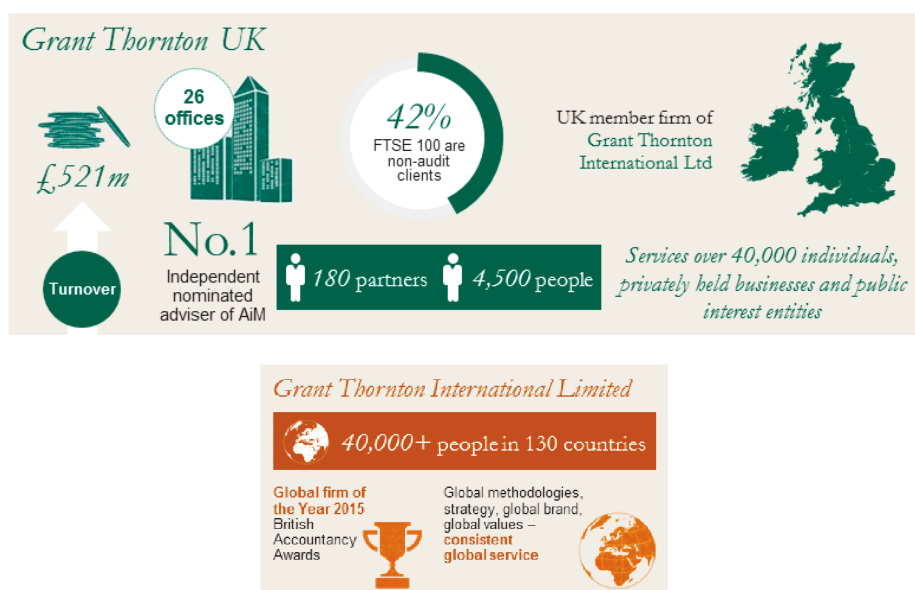 Grant Thornton UK
26
offices
£521m
Turnover
No.1
Independent
nominated
adviser of AiM
42%
FTSE 100 are
non-audit
clients
180 partners
4,500 people
UK member firm of
Grant Thornton
International Ltd
Services over 40,000 individuals,
privately held businesses and public
interest entities
Grant Thornton International Limited
40,000+ people in 130 countries
Global firm of
the Year 2015
British
Accountancy
Awards
Global methodologies,
strategy, global brand,
global values –
consistent
global service